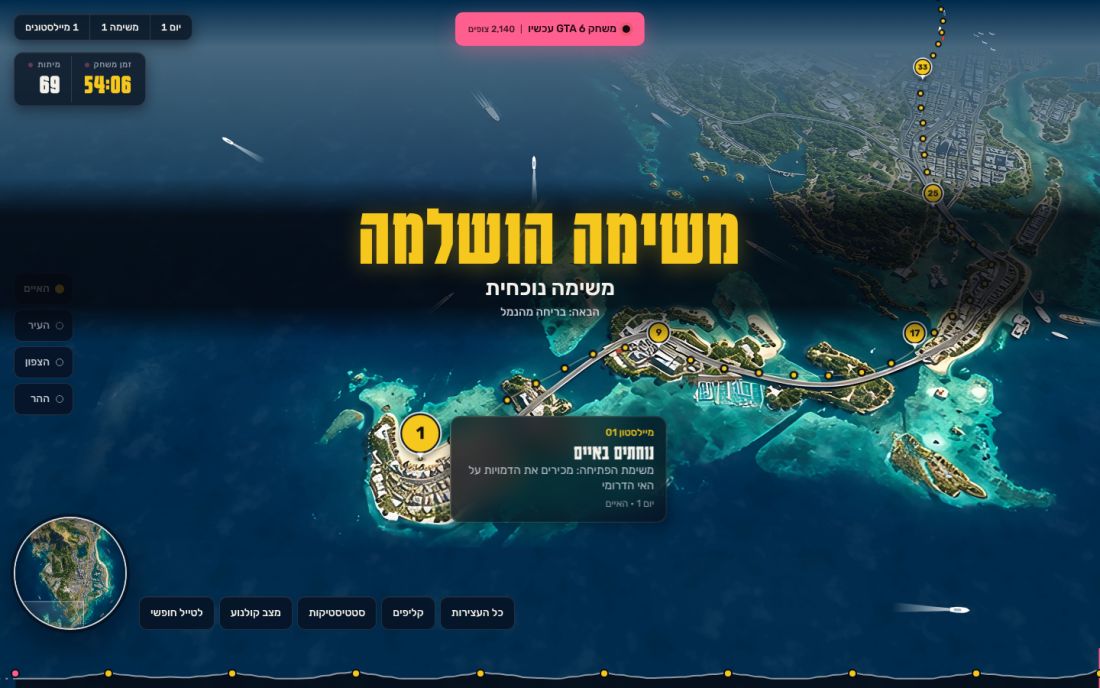 יום 1
משימה 1
1 מיילסטונים
משחק GTA 6 עכשיו | 2,140 צופים
זמן משחק
54:06
מיתות
69
33
25
משימה הושלמה
משימה נוכחית
הבאה: בריחה מהנמל
האיים
העיר
הצפון
ההר
9
17
1
מיילסטון 01
נוחתים באיים
משימת הפתיחה: מכירים את הדמויות על
האי הדרומי
יום 1 • האיים
כל העצירות
קליפים
סטטיסטיקות
מצב קולנוע
לטייל חופשי